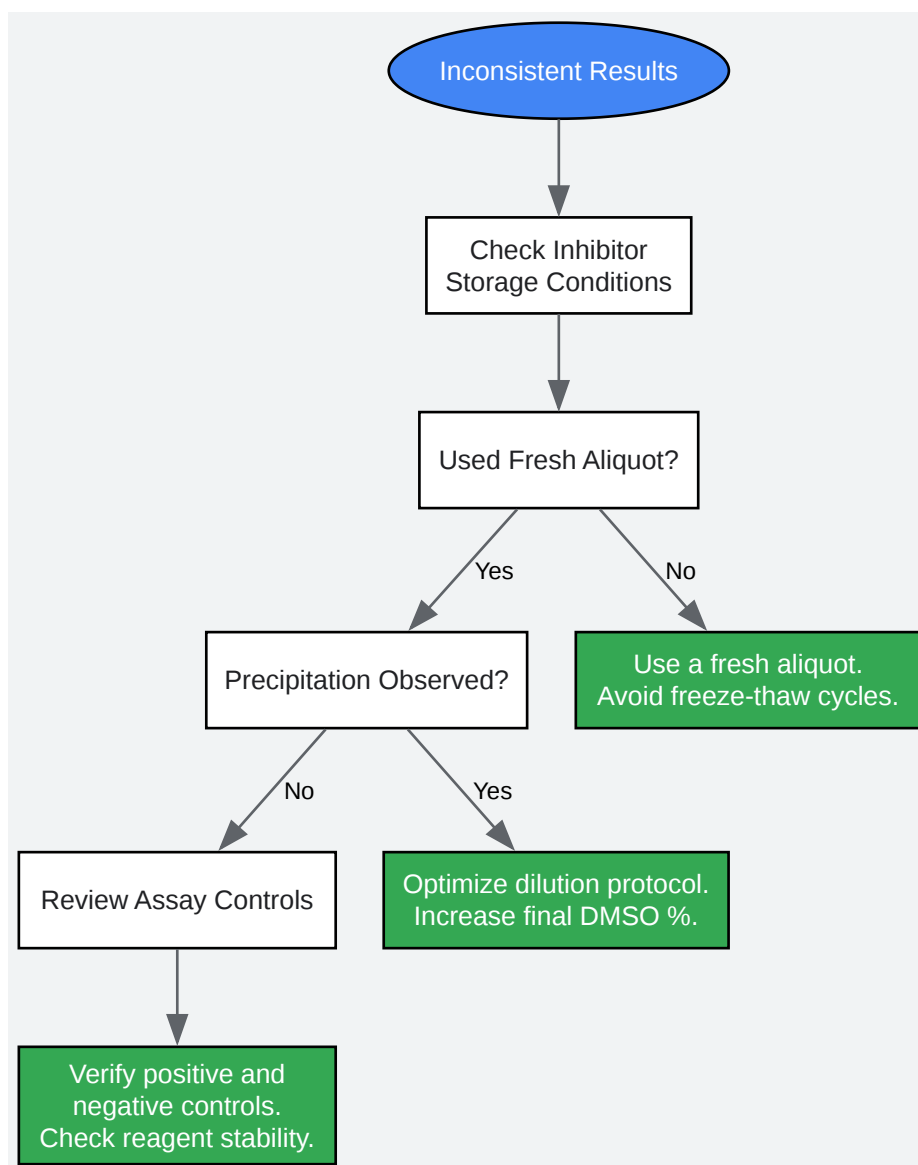 Inconsistent Results
Check Inhibitor
Storage Conditions
Used Fresh Aliquot?
Yes
No
Precipitation Observed?
Use a fresh aliquot.
Avoid freeze-thaw cycles.
No
Yes
Review Assay Controls
Optimize dilution protocol.
Increase final DMSO %.
Verify positive and
negative controls.
Check reagent stability.